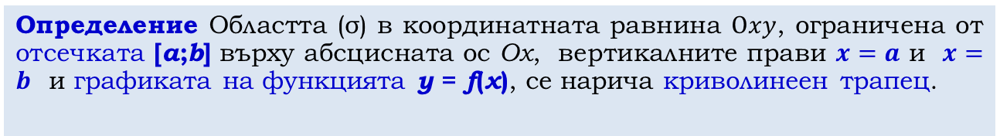 Определение Областта (σ) в координатната равнина 0xy, ограничена от
отсечката [a;b] върху абсцисната ос Ox, вертикалните прави x = a и x =
b и графиката на функцията y = f(x), се нарича криволинеен трапец.